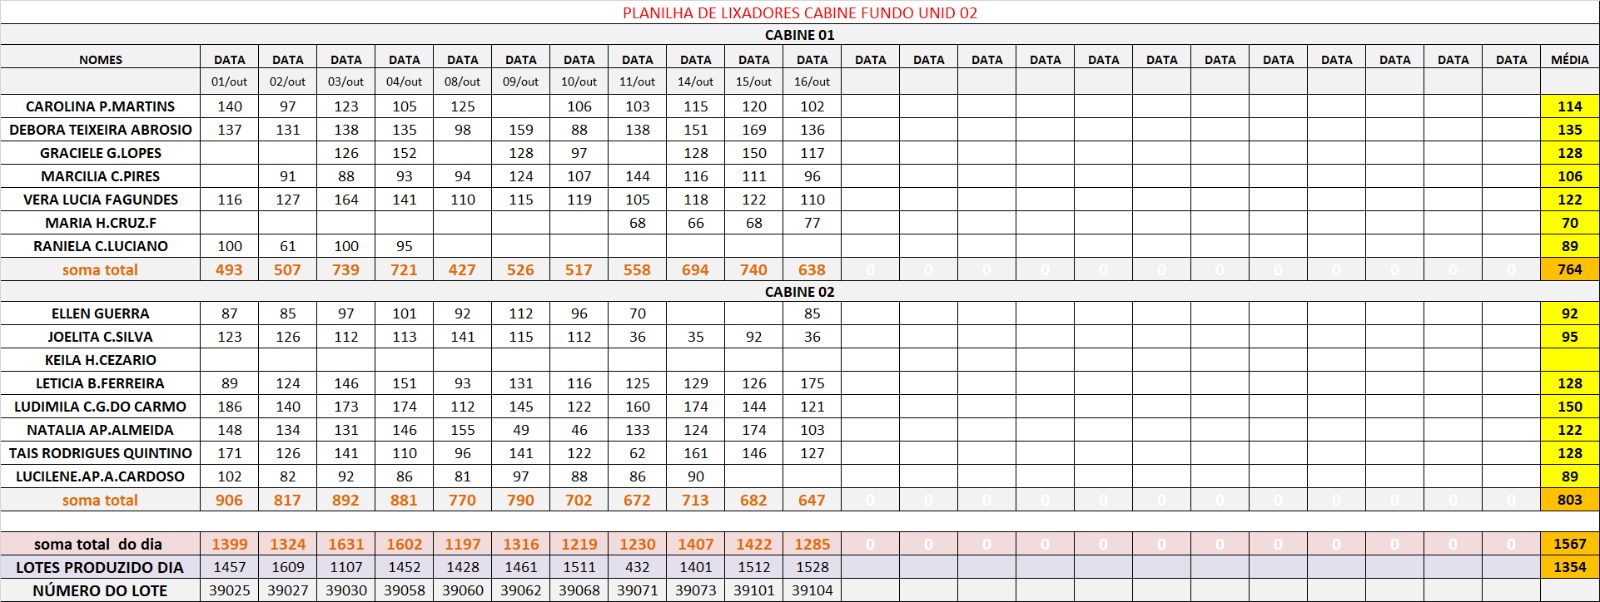 PLANILHA DE LIXADORES CABINE FUNDO UNID 02
CABINE 01
NOMES DATA DATA DATA DATA DATA DATA DATA DATA DATA DATA DATA DATA DATA DATA DATA DATA DATA DATA DATA DATA DATA DATA DATA MÉDIA
01/out 02/out 03/out 04/out 08/out 09/out 10/out 11/out 14/out 15/out 16/out
CAROLINA P.MARTINS 140 97 123 105 125 106 103 115 120 102 114
DEBORA TEIXEIRA ABROSIO 137 131 138 135 98 159 88 138 151 169 136 135
GRACIELE G.LOPES 126 152 128 97 128 150 117 128
MARCILIA C.PIRES 91 88 93 94 124 107 144 116 111 96 106
VERA LUCIA FAGUNDES 116 127 164 141 110 115 119 105 118 122 110 122
MARIA H.CRUZ.F 68 66 68 77 70
RANIELA C.LUCIANO 100 61 100 95 89
soma total 493 507 739 721 427 526 517 558 694 740 638 0 0 0 0 0 0 0 0 0 0 0 0 764
CABINE 02
ELLEN GUERRA 87 85 97 101 92 112 96 70 85 92
JOELITA C.SILVA 123 126 112 113 141 115 112 36 35 92 36 95
KEILA H.CEZARIO
LETICIA B.FERREIRA 89 124 146 151 93 131 116 125 129 126 175 128
LUDIMILA C.G.DO CARMO 186 140 173 174 112 145 122 160 174 144 121 150
NATALIA AP.ALMEIDA 148 134 131 146 155 49 46 133 124 174 103 122
TAIS RODRIGUES QUINTINO 171 126 141 110 96 141 122 62 161 146 127 128
LUCILENE.AP.A.CARDOSO 102 82 92 86 81 97 88 86 90 89
soma total 906 817 892 881 770 790 702 672 713 682 647 0 0 0 0 0 0 0 0 0 0 0 0 803
soma total do dia 1399 1324 1631 1602 1197 1316 1219 1230 1407 1422 1285 0 0 0 0 0 0 0 0 0 0 0 0 1567
LOTES PRODUZIDO DIA 1457 1609 1107 1452 1428 1461 1511 432 1401 1512 1528 1354
NÚMERO DO LOTE 39025 39027 39030 39058 39060 39062 39068 39071 39073 39101 39104